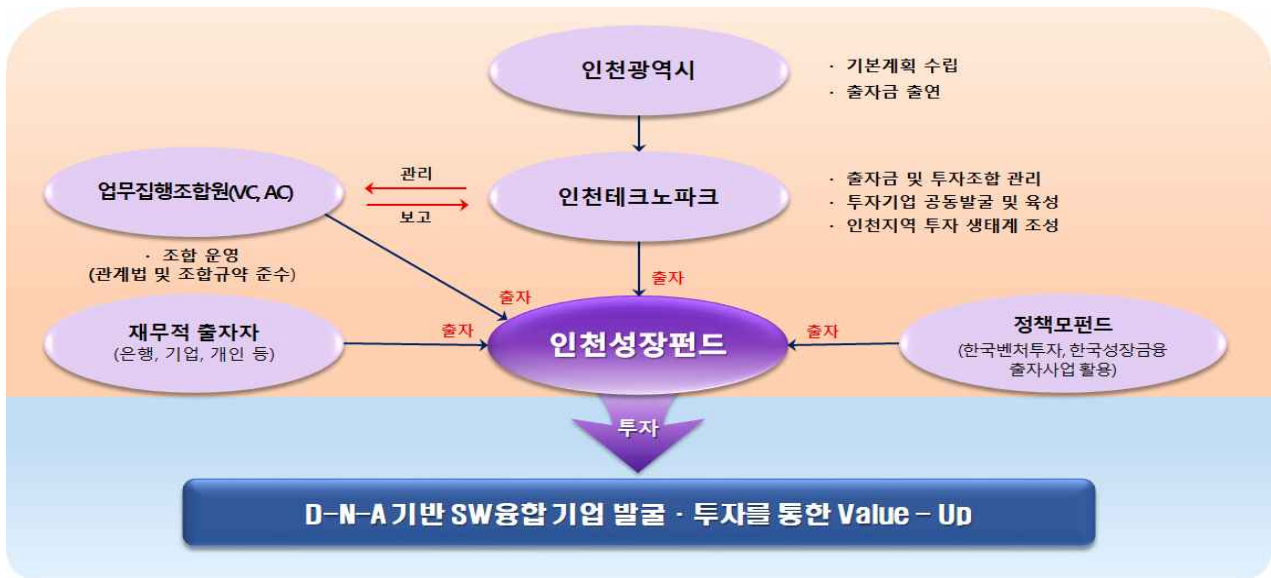 인천광역시
· 기본계획 수립
· 출자금 출연
업무집행조합원(VC, AC)
관리
보고
인천테크노파크
· 출자금 및 투자조합 관리
· 투자기업 공동발굴 및 육성
· 인천지역 투자 생태계 조성
· 조합 운영
(관계법 및 조합규약 준수)
출자
출자
재무적 출자자
(은행, 기업, 개인 등)
출자
인천성장펀드
출자
정책모펀드
(한국벤처투자, 한국성장금융
출자사업 활용)
투자
D-N-A 기반 SW융합 기업 발굴 · 투자를 통한 Value – Up